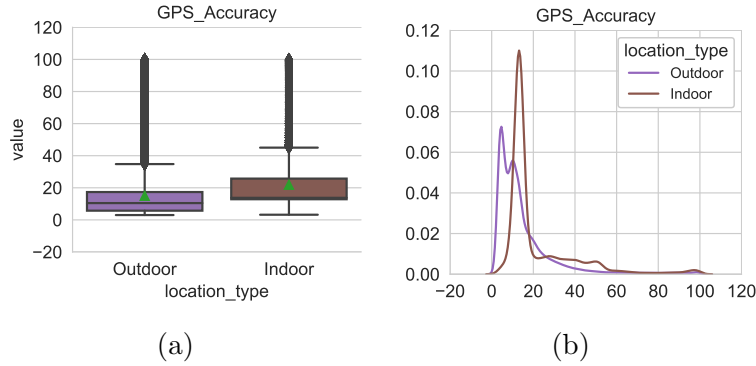 GPS_Accuracy
120
100
80
60
40
20
0
−20
value
Outdoor
Indoor
location_type
(a)
GPS_Accuracy
0.12
0.10
0.08
0.06
0.04
0.02
0.00
location_type
Outdoor
Indoor
−20
0
20
40
60
80
100
120
(b)